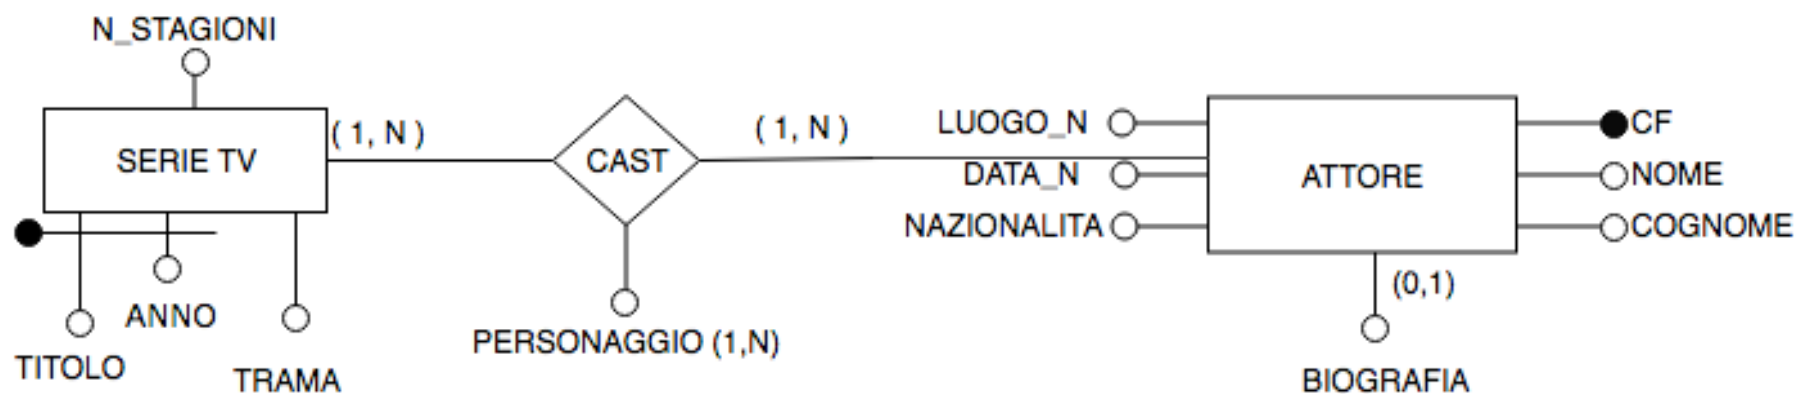 N_STAGIONI
SERIE TV
( 1, N )
CAST
( 1, N )
LUOGO_N
DATA_N
NAZIONALITA
ATTORE
CF
NOME
COGNOME
(0,1)
BIOGRAFIA
ANNO
TITOLO
TRAMA
PERSONAGGIO (1,N)